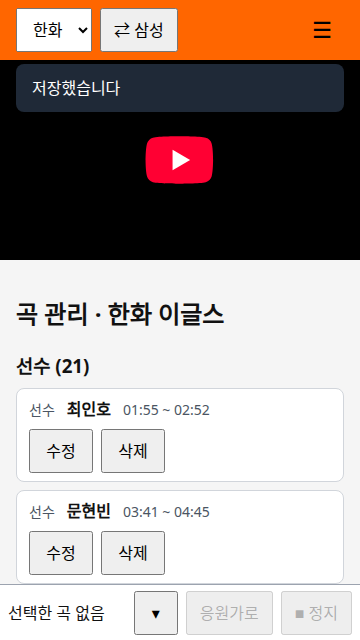 한화 ⇄ 삼성 ☰
저장했습니다
곡 관리 · 한화 이글스
선수 (21)
선수 최인호 01:55 ~ 02:52
수정 삭제
선수 문현빈 03:41 ~ 04:45
수정 삭제
선택한 곡 없음 ▼ 응원가로 ■ 정지